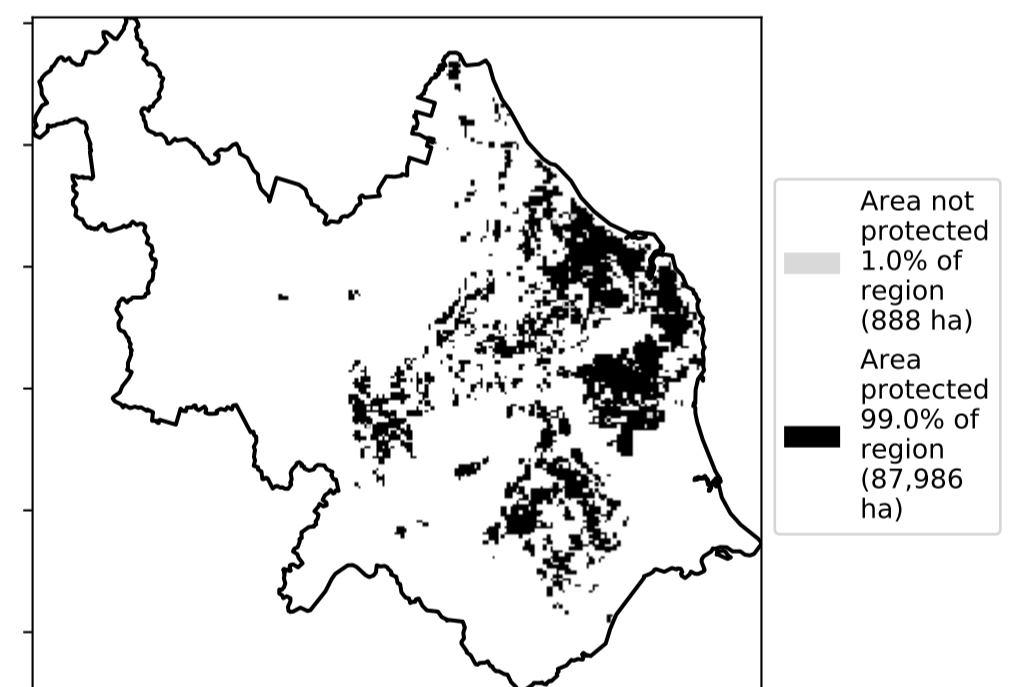 Area not
protected
1.0% of
region
(888 ha)
Area
protected
99.0% of
region
(87,986
ha)